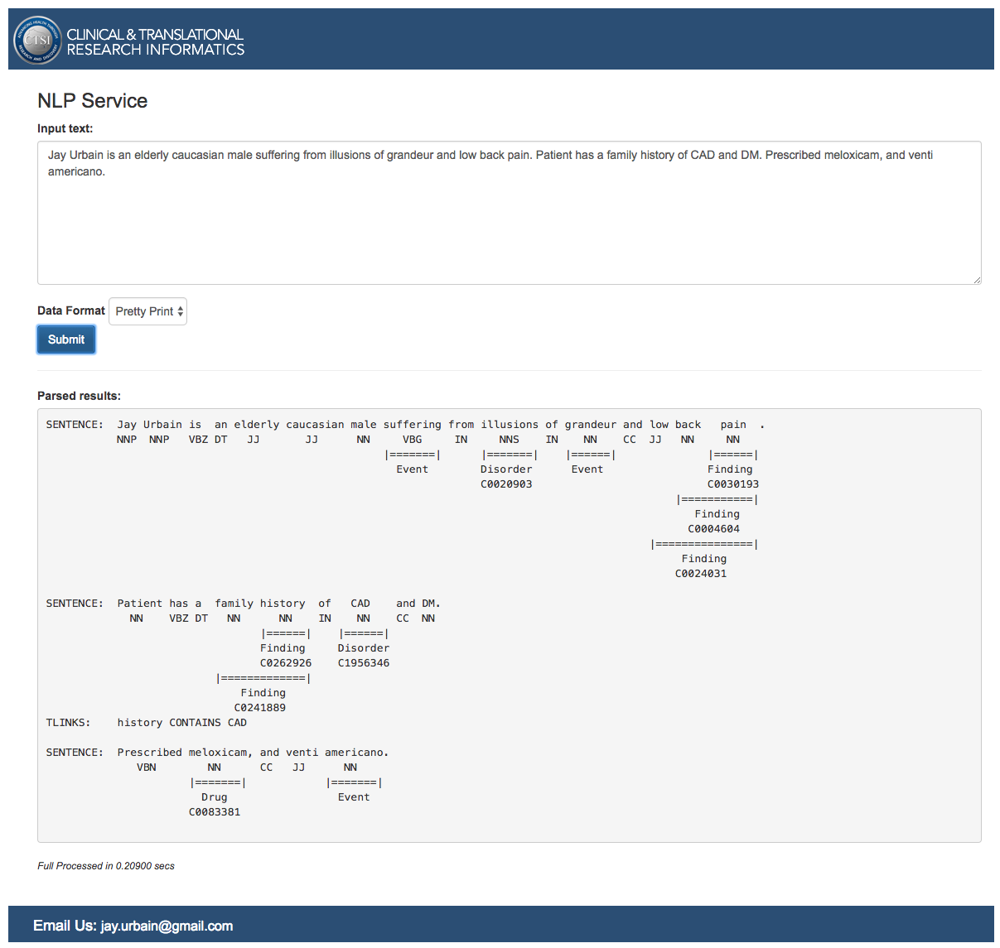 ADVANCING HEALTH THROUGH
CTSI
RESEARCH AND DISCOVERY
CLINICAL & TRANSLATIONAL
RESEARCH INFORMATICS
NLP Service
Input text:
Jay Urbain is an elderly caucasian male suffering from illusions of grandeur and low back pain. Patient has a family history of CAD and DM. Prescribed meloxicam, and venti
americano.
Data Format Pretty Print
Submit
Parsed results:
SENTENCE:  Jay Urbain is  an elderly caucasian male suffering from illusions of grandeur and low back   pain  .
           NNP  NNP   VBZ DT   JJ       JJ      NN     VBG     IN     NNS    IN    NN    CC  JJ   NN     NN
                                                    |=======|      |=======|    |======|              |======|
                                                      Event        Disorder      Event                Finding
                                                                   C0020903                           C0030193
                                                                                                 |===========|
                                                                                                    Finding
                                                                                                   C0004604
                                                                                             |===============|
                                                                                                  Finding
                                                                                                 C0024031
SENTENCE:  Patient has a  family history  of   CAD    and DM.
             NN    VBZ DT   NN      NN    IN    NN    CC  NN
                                 |======|    |======|
                                 Finding     Disorder
                                 C0262926    C1956346
                          |=============|
                              Finding
                             C0241889
TLINKS:    history CONTAINS CAD
SENTENCE:  Prescribed meloxicam, and venti americano.
              VBN        NN      CC   JJ      NN
                      |=======|            |=======|
                        Drug                 Event
                      C0083381
Full Processed in 0.20900 secs
Email Us: jay.urbain@gmail.com